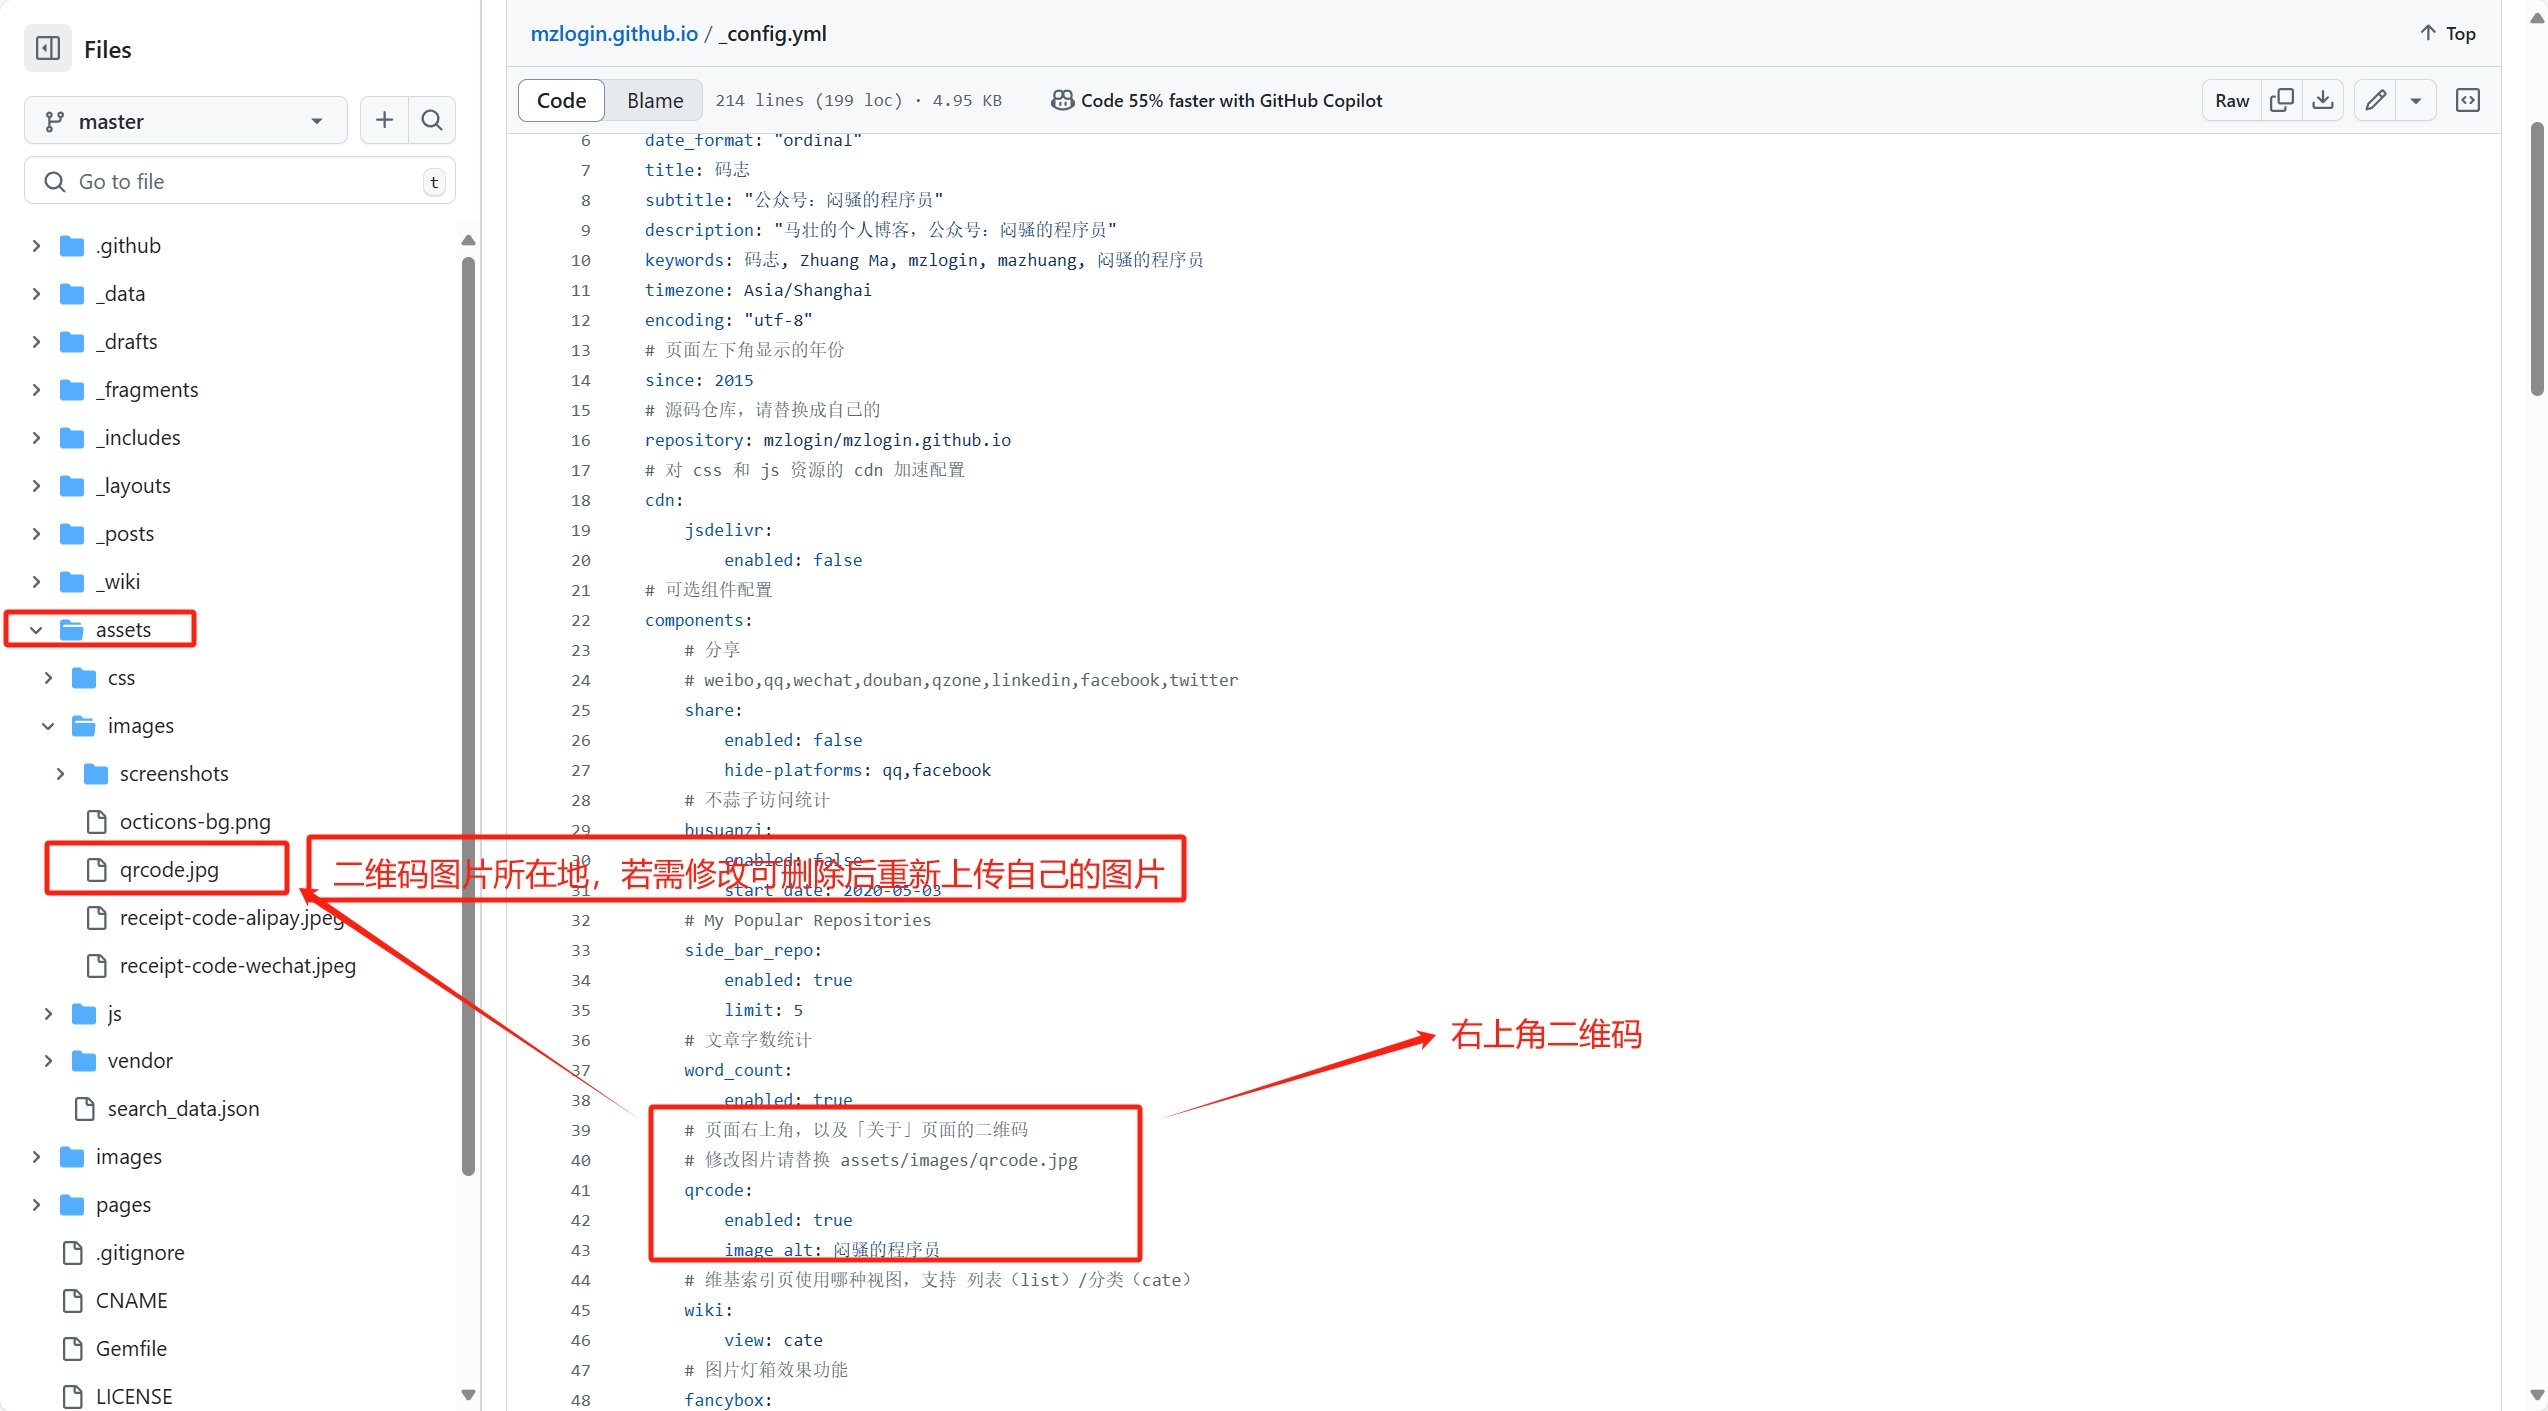 Files
master
Go to file
t
.github
_data
_drafts
_fragments
_includes
_layouts
_posts
_wiki
assets
css
images
screenshots
octicons-bg.png
qrcode.jpg
receipt-code-alipay.jpeg
receipt-code-wechat.jpeg
js
vendor
search_data.json
images
pages
.gitignore
CNAME
Gemfile
LICENSE
mzlogin.github.io / _config.yml
Top
Code Blame 214 lines (199 loc) · 4.95 KB Code 55% faster with GitHub Copilot Raw
6 date_format: "ordinal"
7 title: 码志
8 subtitle: "公众号：闷骚的程序员"
9 description: "马壮的个人博客，公众号：闷骚的程序员"
10 keywords: 码志, Zhuang Ma, mzlogin, mazhuang, 闷骚的程序员
11 timezone: Asia/Shanghai
12 encoding: "utf-8"
13 # 页面左下角显示的年份
14 since: 2015
15 # 源码仓库，请替换成自己的
16 repository: mzlogin/mzlogin.github.io
17 # 对 css 和 js 资源的 cdn 加速配置
18 cdn:
19 jsdelivr:
20 enabled: false
21 # 可选组件配置
22 components:
23 # 分享
24 # weibo,qq,wechat,douban,qzone,linkedin,facebook,twitter
25 share:
26 enabled: false
27 hide-platforms: qq,facebook
28 # 不蒜子访问统计
29 busuanzi:
30 enabled: false
二维码图片所在地，若需修改可删除后重新上传自己的图片
31 start_date: 2020-05-03
32 # My Popular Repositories
33 side_bar_repo:
34 enabled: true
35 limit: 5
36 # 文章字数统计
右上角二维码
37 word_count:
38 enabled: true
39 # 页面右上角，以及「关于」页面的二维码
40 # 修改图片请替换 assets/images/qrcode.jpg
41 qrcode:
42 enabled: true
43 image_alt: 闷骚的程序员
44 # 维基索引页使用哪种视图，支持 列表（list）/分类（cate）
45 wiki:
46 view: cate
47 # 图片灯箱效果功能
48 fancybox: